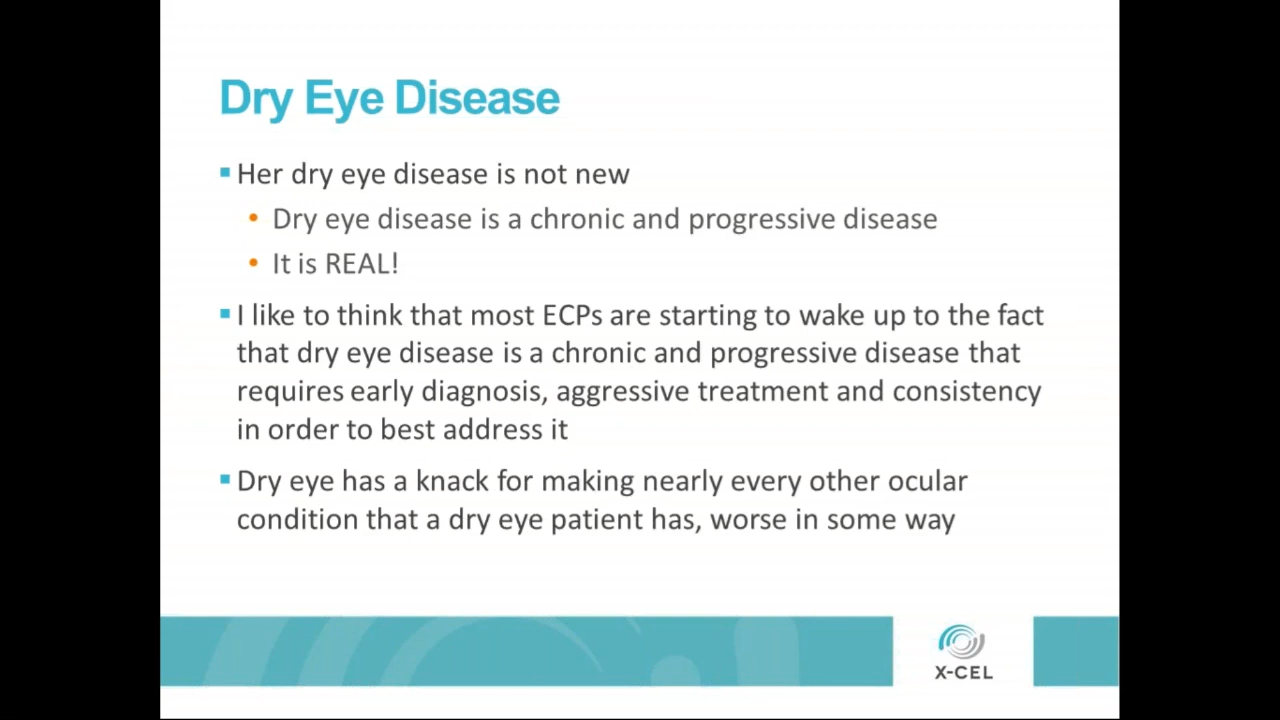 Dry Eye Disease
Her dry eye disease is not new
Dry eye disease is a chronic and progressive disease
It is REAL!
I like to think that most ECPs are starting to wake up to the fact
that dry eye disease is a chronic and progressive disease that
requires early diagnosis, aggressive treatment and consistency
in order to best address it
Dry eye has a knack for making nearly every other ocular
condition that a dry eye patient has, worse in some way
X-CEL